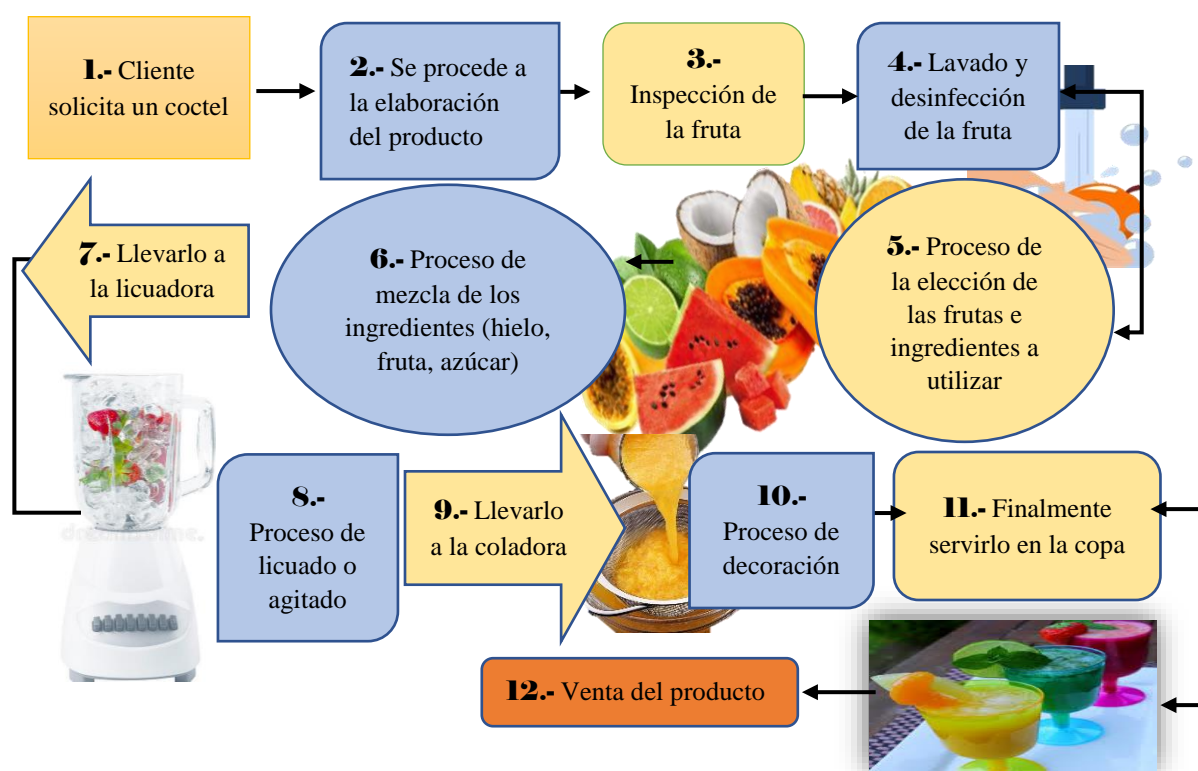 1.- Cliente
solicita un coctel
2.- Se procede a
la elaboración
del producto
3.-
Inspección de
la fruta
4.- Lavado y
desinfección
de la fruta
5.- Proceso de
la elección de
las frutas e
ingredientes a
utilizar
6.- Proceso de
mezcla de los
ingredientes (hielo,
fruta, azúcar)
7.- Llevarlo a
la licuadora
8.-
Proceso de
licuado o
agitado
9.- Llevarlo
a la coladora
10.-
Proceso de
decoración
11.- Finalmente
servirlo en la copa
12.- Venta del producto